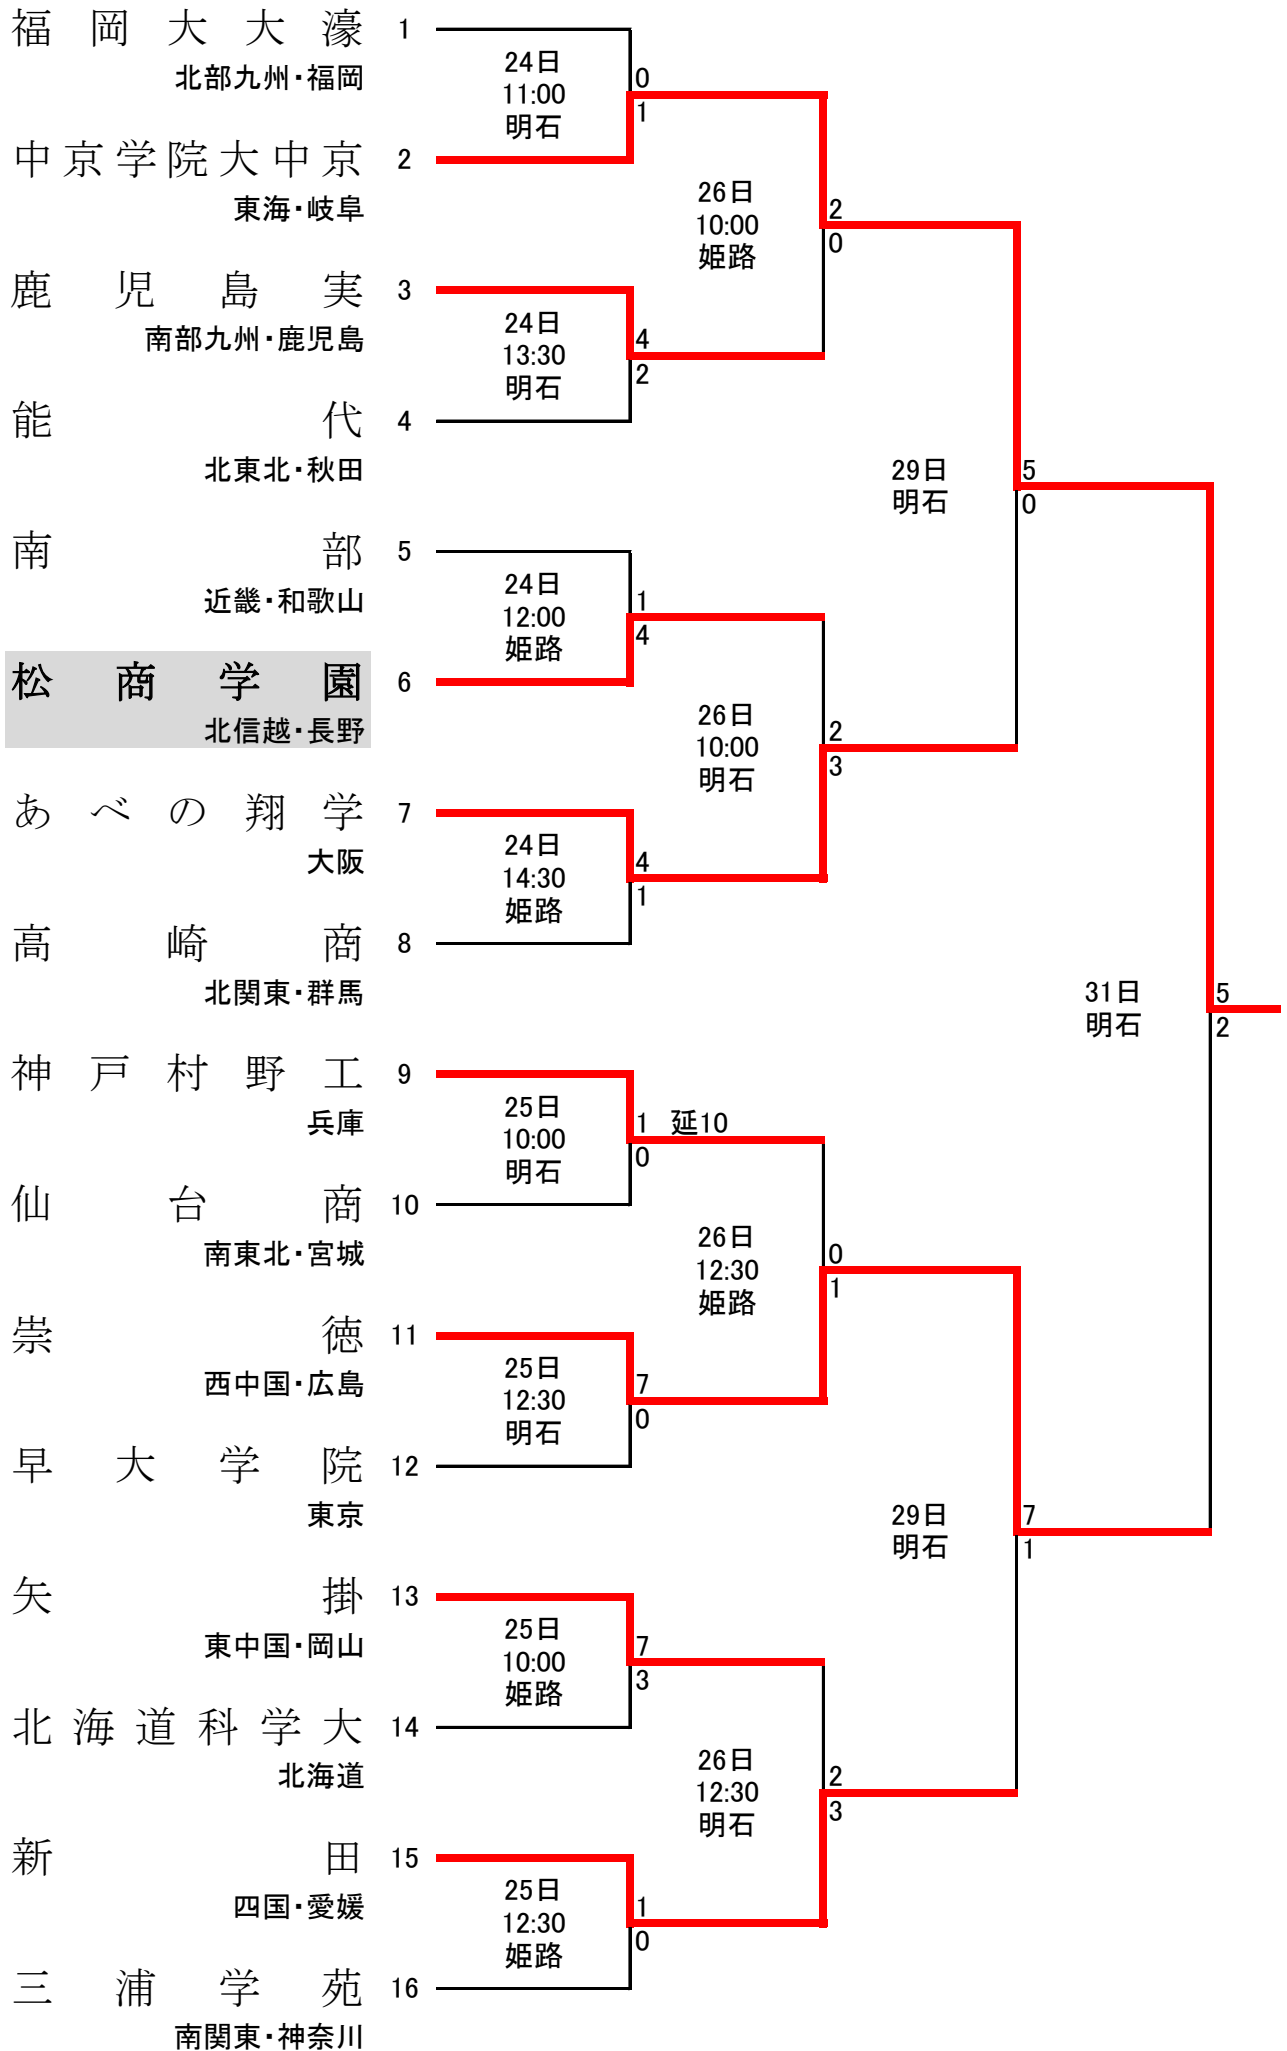 福岡大大濠 1
北部九州・福岡
24日
11:00
明石
0
1
中京学院大中京 2
東海・岐阜
26日
10:00
姫路
2
0
鹿児島実 3
南部九州・鹿児島
24日
13:30
明石
4
2
能代 4
北東北・秋田
29日
明石
5
0
南部 5
近畿・和歌山
24日
12:00
姫路
1
4
松商学園 6
北信越・長野
26日
10:00
明石
2
3
あべの翔学 7
大阪
24日
14:30
姫路
4
1
高崎商 8
北関東・群馬
31日
明石
5
2
神戸村野工 9
兵庫
25日
10:00
明石
1 延10
0
仙台商 10
南東北・宮城
26日
12:30
姫路
0
1
崇徳 11
西中国・広島
25日
12:30
明石
7
0
早大学院 12
東京
29日
明石
7
1
矢掛 13
東中国・岡山
25日
10:00
姫路
7
3
北海道科学大 14
北海道
26日
12:30
明石
2
3
新田 15
四国・愛媛
25日
12:30
姫路
1
0
三浦学苑 16
南関東・神奈川